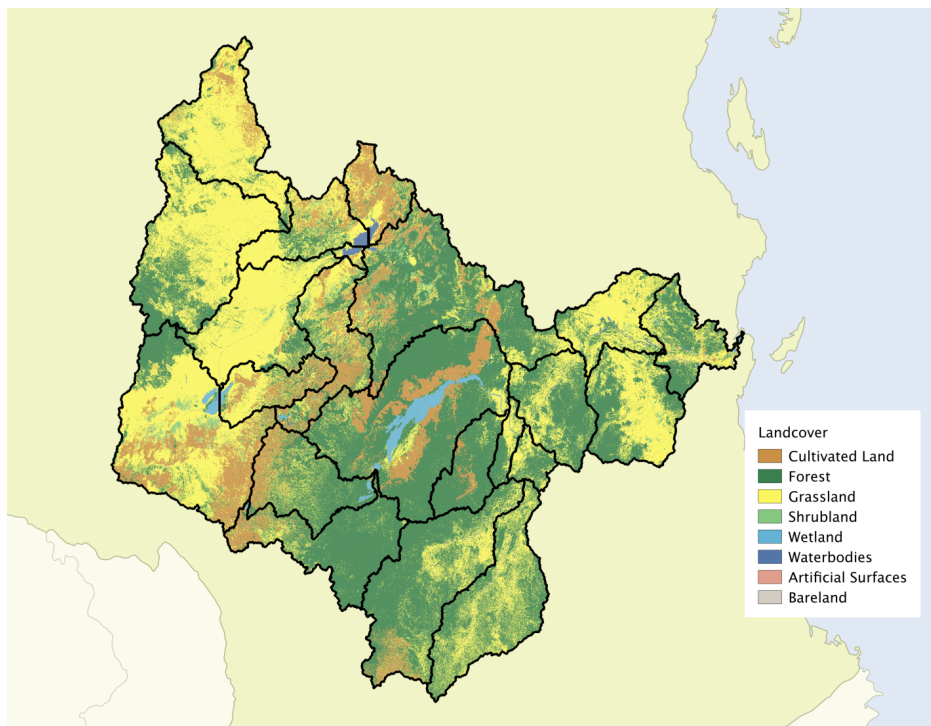 Landcover
Cultivated Land
Forest
Grassland
Shrubland
Wetland
Waterbodies
Artificial Surfaces
Bareland